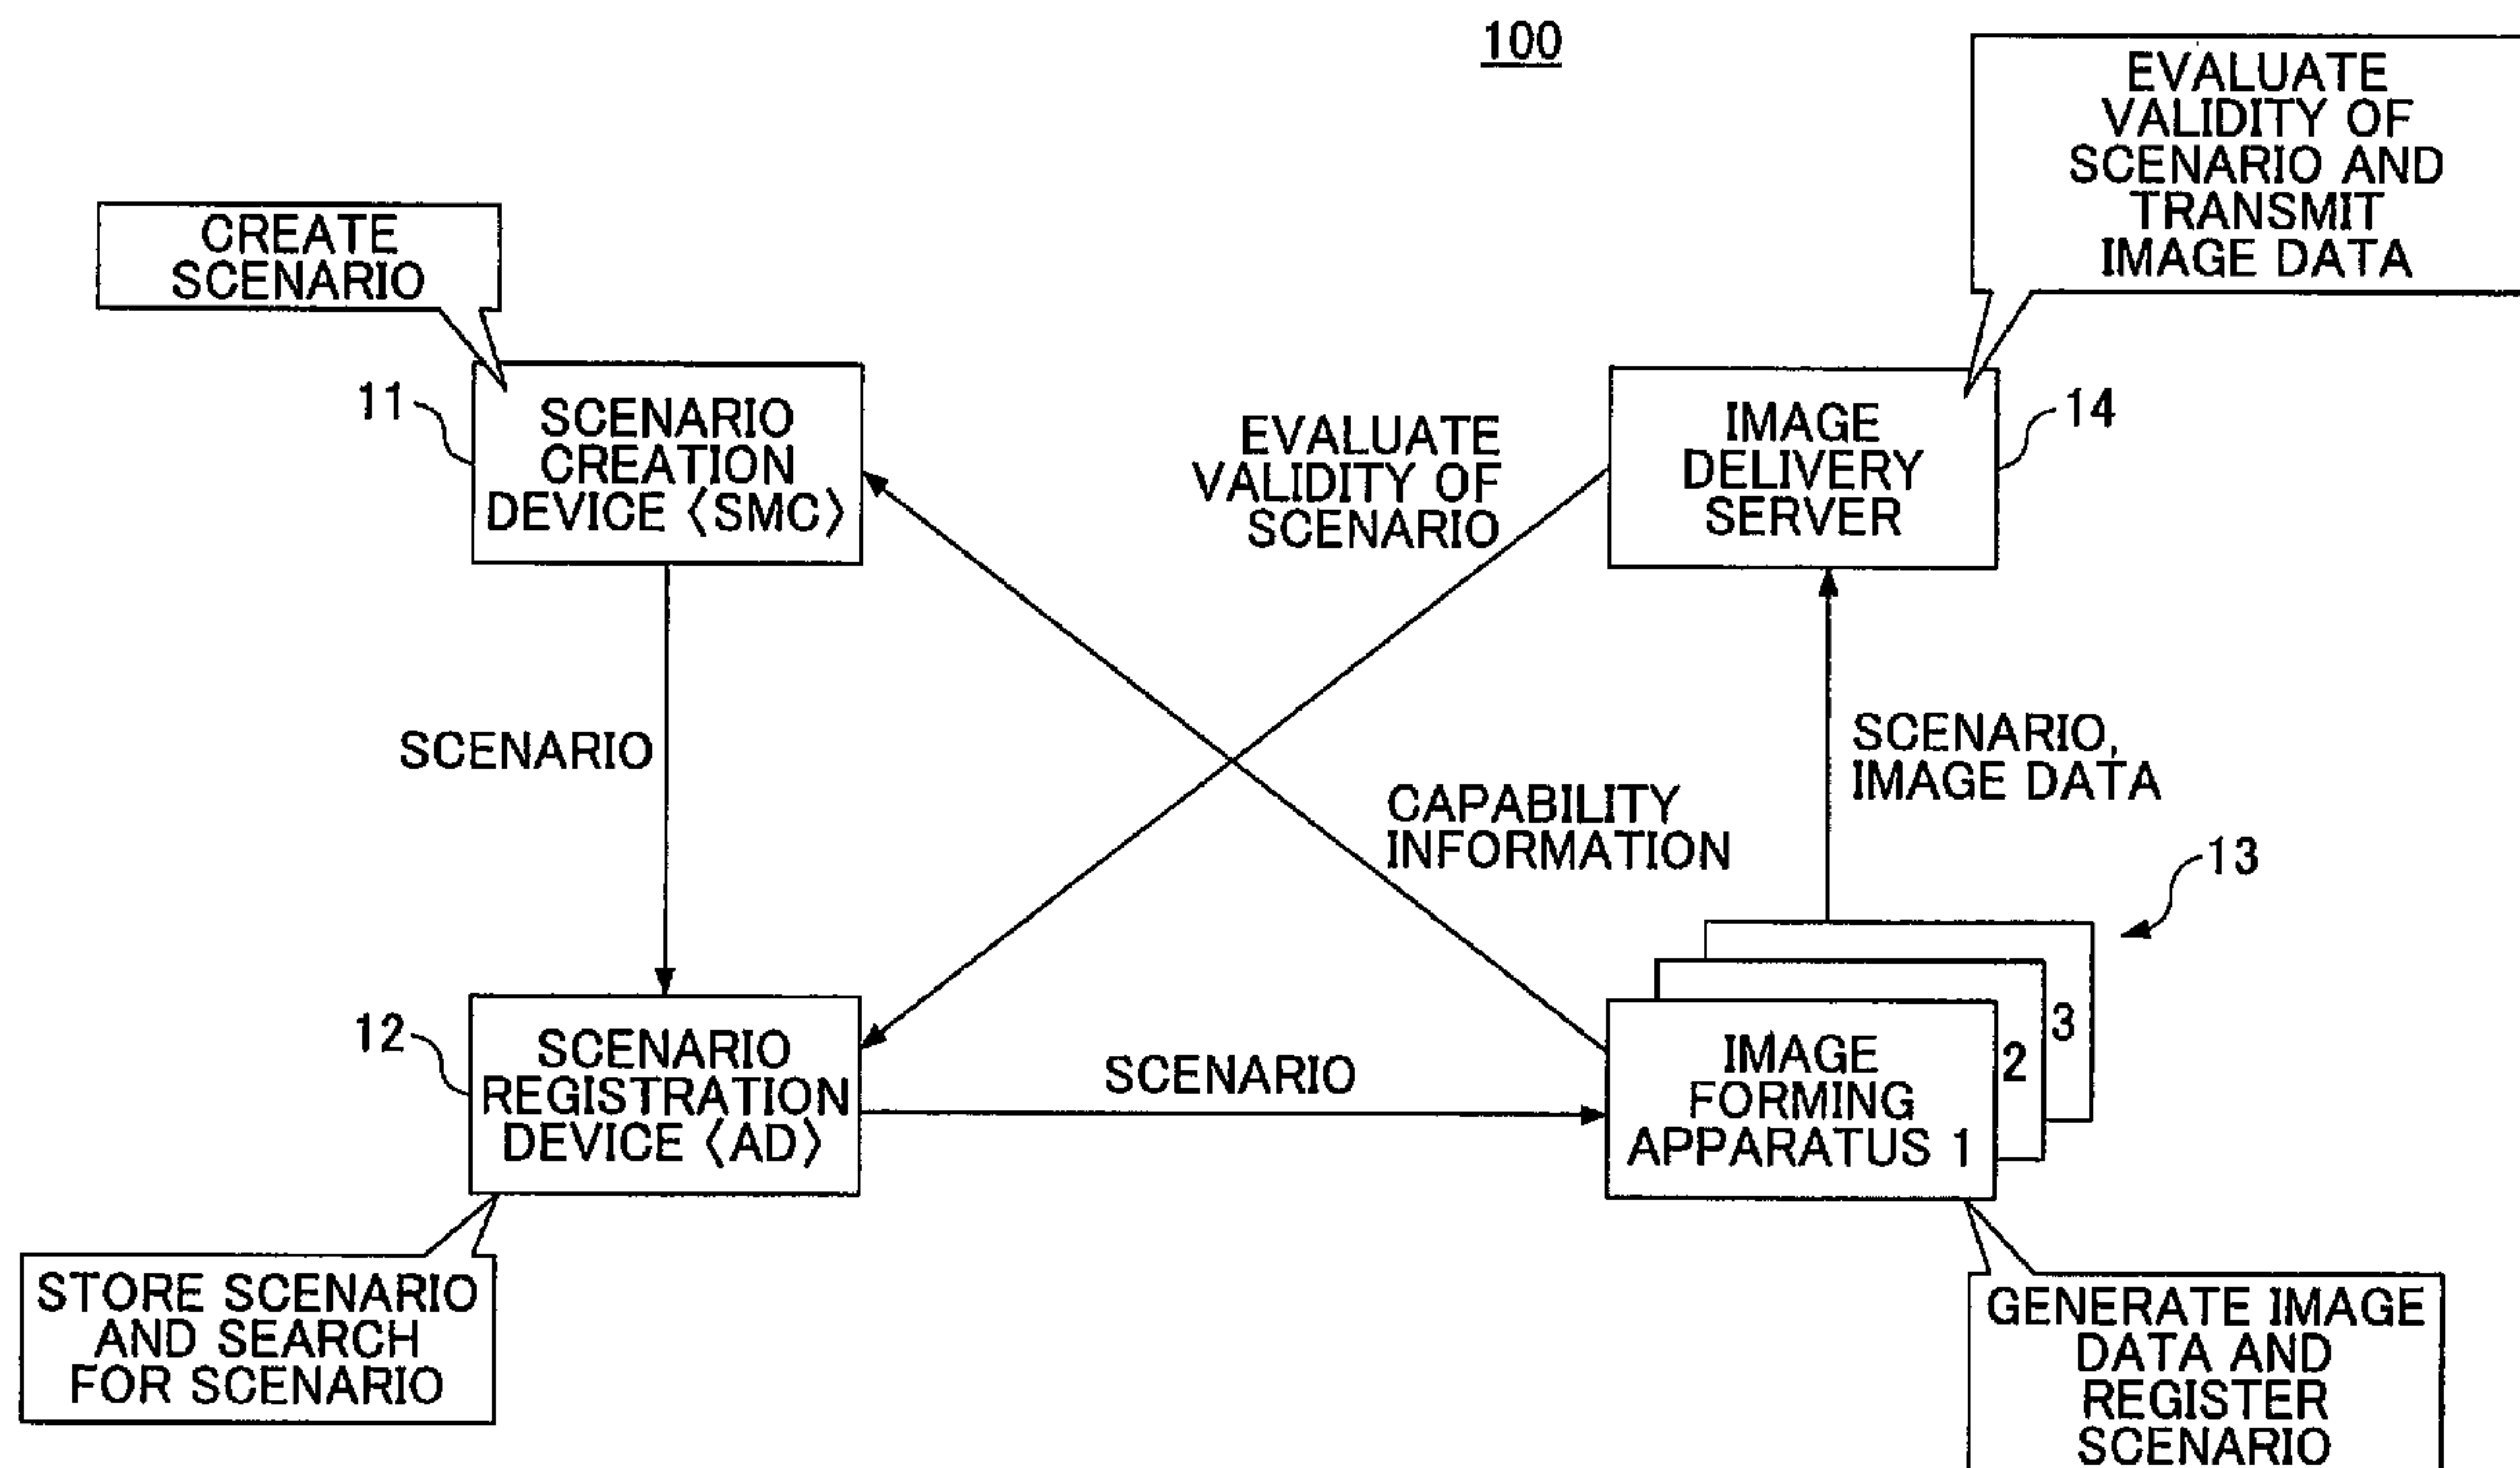 100
EVALUATE
VALIDITY OF
SCENARIO AND
TRANSMIT
IMAGE DATA
CREATE
SCENARIO
11
SCENARIO
CREATION
DEVICE〈SMC〉
EVALUATE
VALIDITY OF
SCENARIO
IMAGE
DELIVERY
SERVER
14
SCENARIO
CAPABILITY
INFORMATION
SCENARIO,
IMAGE DATA
13
12
SCENARIO
REGISTRATION
DEVICE〈AD〉
SCENARIO
IMAGE
FORMING
APPARATUS 1
2
3
STORE SCENARIO
AND SEARCH
FOR SCENARIO
GENERATE IMAGE
DATA AND
REGISTER
SCENARIO